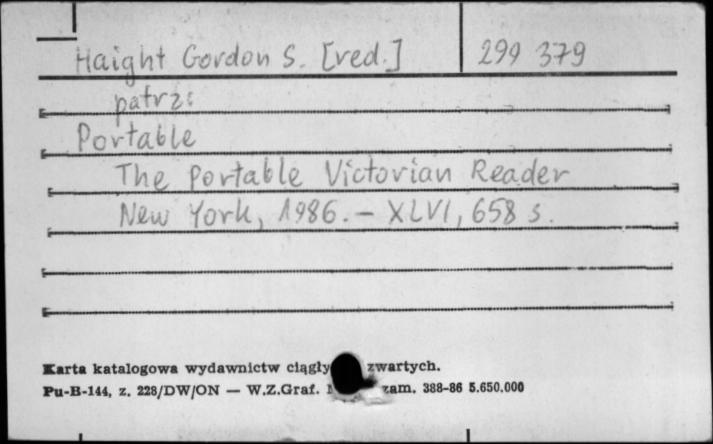 Haight Gordon S. [red.] 299 379
patrz:
Portable
The Portable Victorian Reader
New York, 1986. – XLVI, 658 s.
Karta katalogowa wydawnictw zwartych.
Pu-B-144, z. 228/DW/ON — W.Z.Graf. zam. 388-86 5.650.000